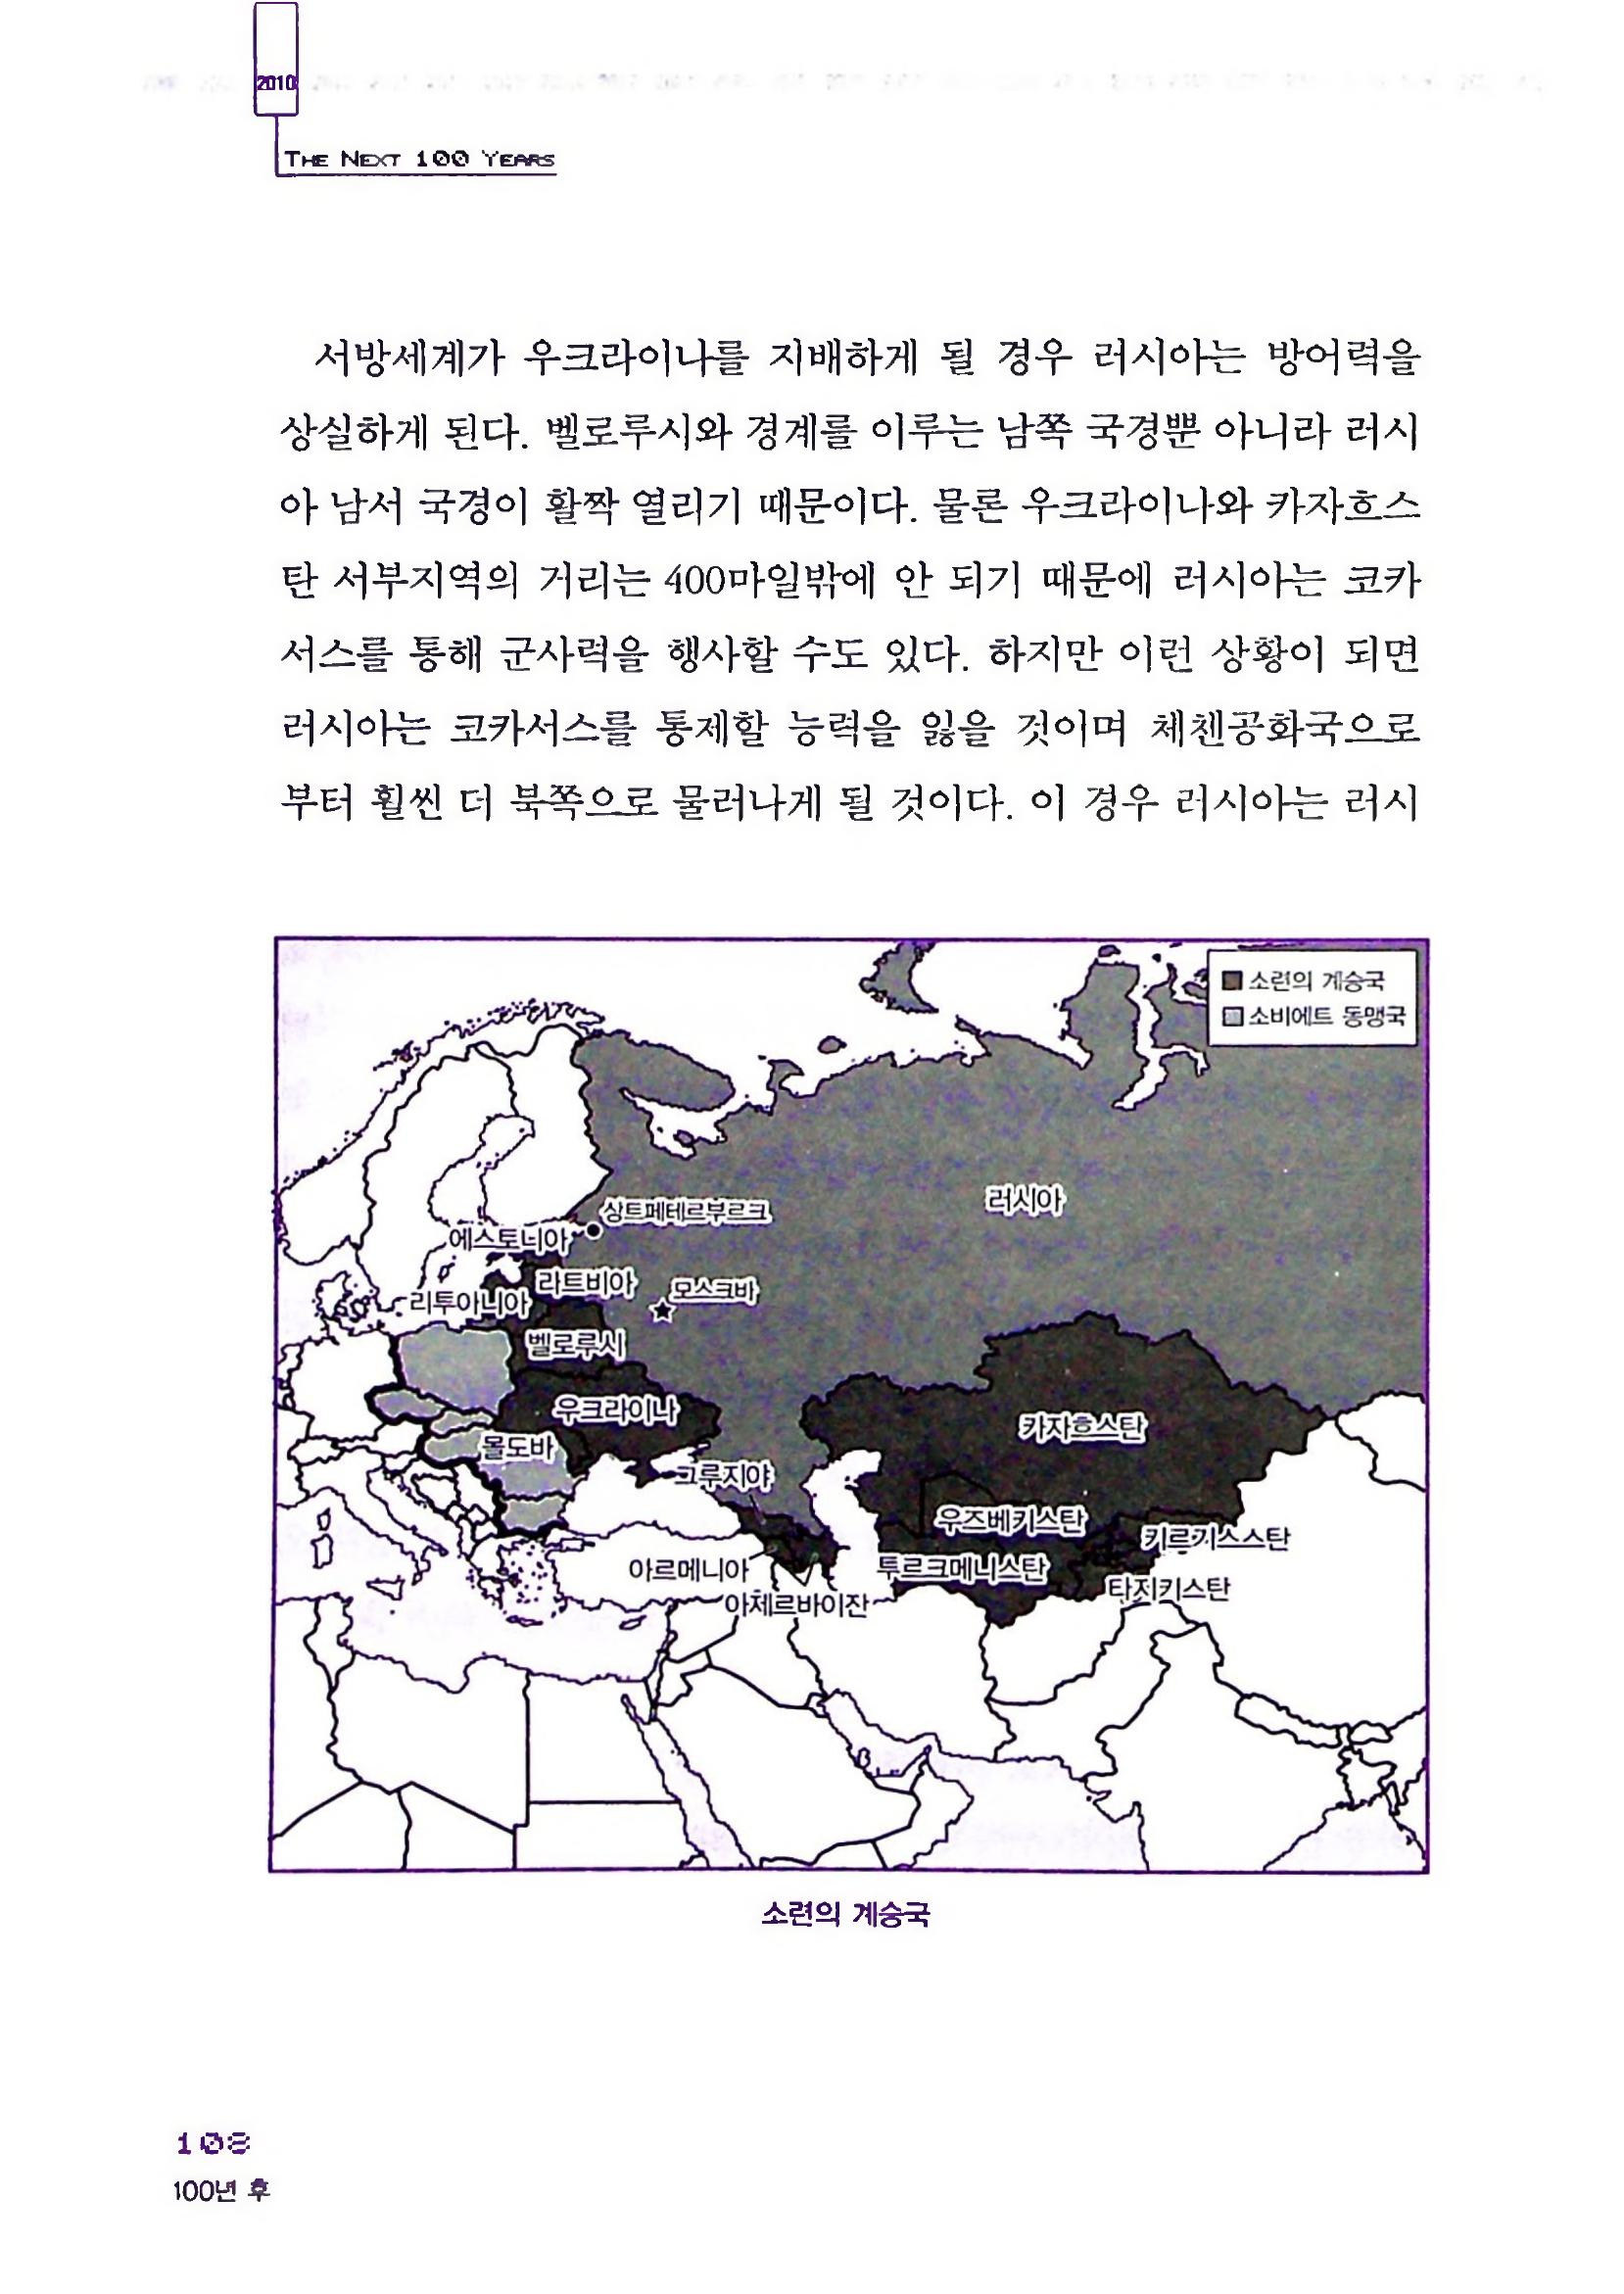 2010
THE NEXT 100 YEARS
서방세계가 우크라이나를 지배하게 될 경우 러시아는 방어력을
상실하게 된다. 벨로루시와 경계를 이루는 남쪽 국경뿐 아니라 러시
아 남서 국경이 활짝 열리기 때문이다. 물론 우크라이나와 카자흐스
탄 서부지역의 거리는 400마일밖에 안 되기 때문에 러시아는 코카
서스를 통해 군사력을 행사할 수도 있다. 하지만 이런 상황이 되면
러시아는 코카서스를 통제할 능력을 잃을 것이며 체첸공화국으로
부터 훨씬 더 북쪽으로 물러나게 될 것이다. 이 경우 러시아는 러시
소련의 계승국
소비에트 동맹국
러시아
상트페테르부르크
에스토니아
라트비아
모스크바
리투아니아
벨로루시
우크라이나
카자흐스탄
몰도바
그루지야
우즈베키스탄
키르기스스탄
아르메니아
투르크메니스탄
타지키스탄
아제르바이잔
소련의 계승국
108
100년 후